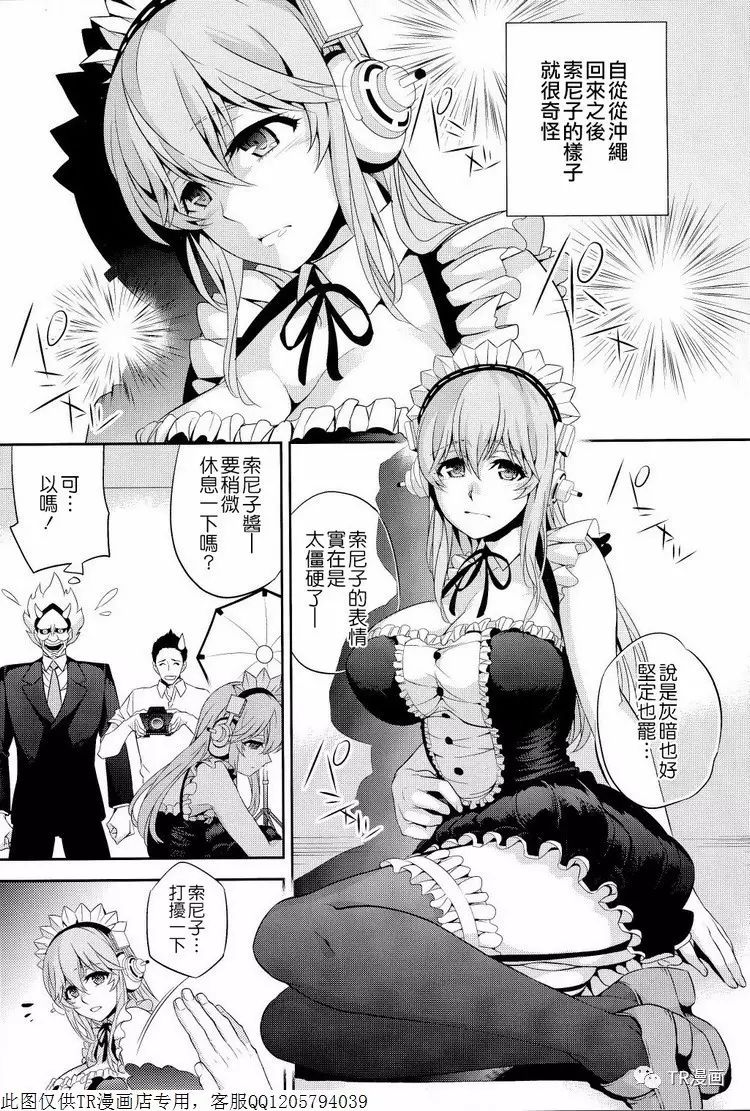 自從從沖繩
回來之後
索尼子的樣子
就很奇怪
說是灰暗也好
堅定也罷…
索尼子的表情
實在是
太僵硬了ー
索尼子醬ー
要稍微
休息一下嗎？
可…
以嗎！
索尼子…
打擾一下
TR漫画
此图仅供TR漫画店专用，客服QQ1205794039